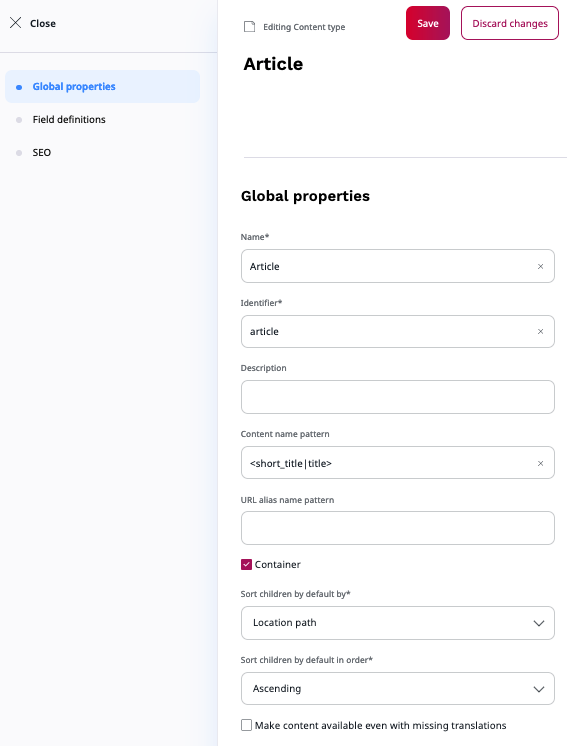 Close
Global properties
Field definitions
SEO
Editing Content type
Save
Discard changes
Article
Global properties
Name*
Article
Identifier*
article
Description
Content name pattern
<short_title|title>
URL alias name pattern
Container
Sort children by default by*
Location path
Sort children by default in order*
Ascending
Make content available even with missing translations